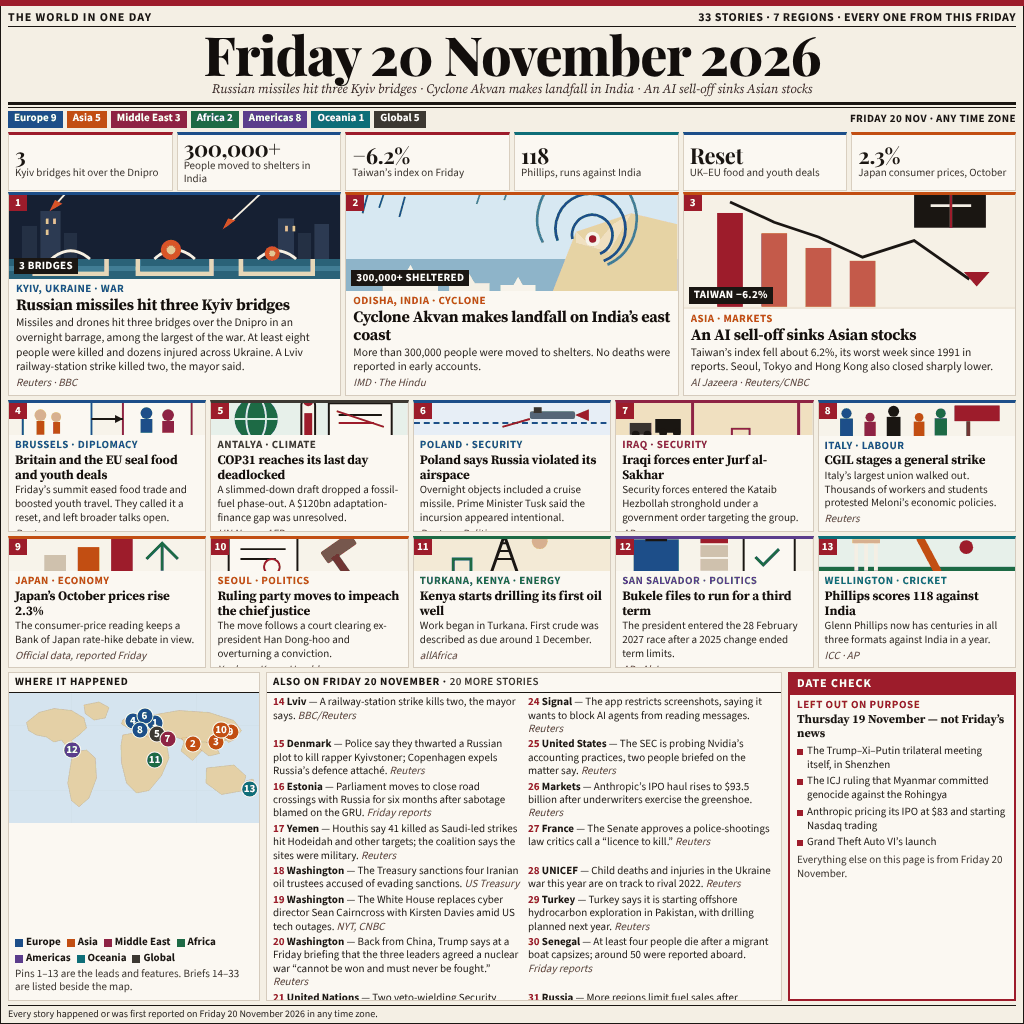 THE WORLD IN ONE DAY
33 STORIES · 7 REGIONS · EVERY ONE FROM THIS FRIDAY
Friday 20 November 2026
Russian missiles hit three Kyiv bridges · Cyclone Akvan makes landfall in India · An AI sell-off sinks Asian stocks
Europe 9
Asia 5
Middle East 3
Africa 2
Americas 8
Oceania 1
Global 5
FRIDAY 20 NOV · ANY TIME ZONE
3
Kyiv bridges hit over the Dnipro
300,000+
People moved to shelters in
India
−6.2%
Taiwan's index on Friday
118
Phillips, runs against India
Reset
UK–EU food and youth deals
2.3%
Japan consumer prices, October
1
3 BRIDGES
KYIV, UKRAINE · WAR
Russian missiles hit three Kyiv bridges
Missiles and drones hit three bridges over the Dnipro in an
overnight barrage, among the largest of the war. At least eight
people were killed and dozens injured across Ukraine. A Lviv
railway-station strike killed two, the mayor said.
Reuters · BBC
2
300,000+ SHELTERED
ODISHA, INDIA · CYCLONE
Cyclone Akvan makes landfall on India's east
coast
More than 300,000 people were moved to shelters. No deaths were
reported in early accounts.
IMD · The Hindu
3
TAIWAN −6.2%
ASIA · MARKETS
An AI sell-off sinks Asian stocks
Taiwan's index fell about 6.2%, its worst week since 1991 in
reports. Seoul, Tokyo and Hong Kong also closed sharply lower.
Al Jazeera · Reuters/CNBC
4
BRUSSELS · DIPLOMACY
Britain and the EU seal food
and youth deals
Friday's summit eased food trade and
boosted youth travel. They called it a
reset, and left broader talks open.
5
ANTALYA · CLIMATE
COP31 reaches its last day
deadlocked
A slimmed-down draft dropped a fossil-
fuel phase-out. A $120bn adaptation-
finance gap was unresolved.
6
POLAND · SECURITY
Poland says Russia violated its
airspace
Overnight objects included a cruise
missile. Prime Minister Tusk said the
incursion appeared intentional.
7
IRAQ · SECURITY
Iraqi forces enter Jurf al-
Sakhar
Security forces entered the Kataib
Hezbollah stronghold under a
government order targeting the group.
8
ITALY · LABOUR
CGIL stages a general strike
Italy's largest union walked out.
Thousands of workers and students
protested Meloni's economic policies.
Reuters
9
JAPAN · ECONOMY
Japan's October prices rise
2.3%
The consumer-price reading keeps a
Bank of Japan rate-hike debate in view.
Official data, reported Friday
10
SEOUL · POLITICS
Ruling party moves to impeach
the chief justice
The move follows a court clearing ex-
president Han Dong-hoo and
overturning a conviction.
11
TURKANA, KENYA · ENERGY
Kenya starts drilling its first oil
well
Work began in Turkana. First crude was
described as due around 1 December.
allAfrica
12
SAN SALVADOR · POLITICS
Bukele files to run for a third
term
The president entered the 28 February
2027 race after a 2025 change ended
term limits.
13
WELLINGTON · CRICKET
Phillips scores 118 against
India
Glenn Phillips now has centuries in all
three formats against India in a year.
ICC · AP
WHERE IT HAPPENED
4
6
1
8
5
7
12
2
3
10
9
11
13
Europe
Asia
Middle East
Africa
Americas
Oceania
Global
Pins 1–13 are the leads and features. Briefs 14–33
are listed beside the map.
ALSO ON FRIDAY 20 NOVEMBER · 20 MORE STORIES
14 Lviv — A railway-station strike kills two, the mayor
says. BBC/Reuters
15 Denmark — Police say they thwarted a Russian
plot to kill rapper Kyivstoner; Copenhagen expels
Russia's defence attaché. Reuters
16 Estonia — Parliament moves to close road
crossings with Russia for six months after sabotage
blamed on the GRU. Friday reports
17 Yemen — Houthis say 41 killed as Saudi-led strikes
hit Hodeidah and other targets; the coalition says the
sites were military. Reuters
18 Washington — The Treasury sanctions four Iranian
oil trustees accused of evading sanctions. US Treasury
19 Washington — The White House replaces cyber
director Sean Cairncross with Kirsten Davies amid US
tech outages. NYT, CNBC
20 Washington — Back from China, Trump says at a
Friday briefing that the three leaders agreed a nuclear
war “cannot be won and must never be fought.”
Reuters
21 United Nations — Two veto-wielding Security
24 Signal — The app restricts screenshots, saying it
wants to block AI agents from reading messages.
Reuters
25 United States — The SEC is probing Nvidia's
accounting practices, two people briefed on the
matter say. Reuters
26 Markets — Anthropic's IPO haul rises to $93.5
billion after underwriters exercise the greenshoe.
Reuters
27 France — The Senate approves a police-shootings
law critics call a “licence to kill.” Reuters
28 UNICEF — Child deaths and injuries in the Ukraine
war this year are on track to rival 2022. Reuters
29 Turkey — Turkey says it is starting offshore
hydrocarbon exploration in Pakistan, with drilling
planned next year. Reuters
30 Senegal — At least four people die after a migrant
boat capsizes; around 50 were reported aboard.
Friday reports
31 Russia — More regions limit fuel sales after
DATE CHECK
LEFT OUT ON PURPOSE
Thursday 19 November — not Friday's
news
The Trump–Xi–Putin trilateral meeting
itself, in Shenzhen
The ICJ ruling that Myanmar committed
genocide against the Rohingya
Anthropic pricing its IPO at $83 and starting
Nasdaq trading
Grand Theft Auto VI's launch
Everything else on this page is from Friday 20
November.
Every story happened or was first reported on Friday 20 November 2026 in any time zone.